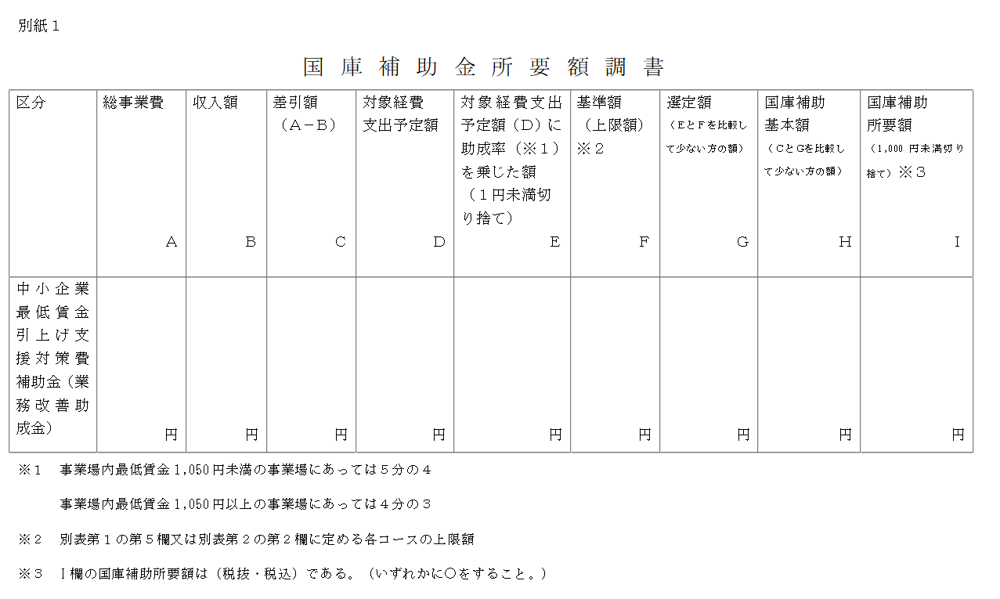 別紙１
国庫補助金所要額調書
区分
総事業費
A
収入額
B
差引額
（A－B）
C
対象経費
支出予定額
D
対象経費支出
予定額（D）に
助成率（※１）
を乗じた額
（１円未満切
り捨て）
E
基準額
（上限額）
※２
F
選定額
（EとFを比較し
て少ない方の額）
G
国庫補助
基本額
（CとGを比較し
て少ない方の額）
H
国庫補助
所要額
（1,000 円未満切り
捨て）※３
I
中小企業
最低賃金
引上げ支
援対策費
補助金（業
務改善助
成金）
円
円
円
円
円
円
円
円
円
※１　事業場内最低賃金1,050円未満の事業場にあっては５分の４
事業場内最低賃金1,050円以上の事業場にあっては４分の３
※２　別表第１の第５欄又は別表第２の第２欄に定める各コースの上限額
※３　I欄の国庫補助所要額は（税抜・税込）である。（いずれかに〇をすること。）